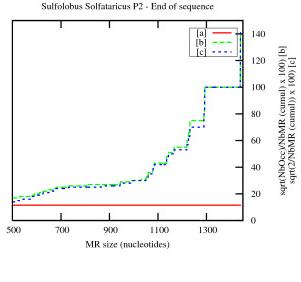 Sulfolobus Solfataricus P2 - End of sequence
[a]
[b]
[c]
140
120
100
80
60
40
20
0
500 700 900 1100 1300
MR size (nucleotides)
sqrt(NbOcc)/NbMR (cumul) x 100) [b]
sqrt(2/NbMR (cumul)) x 100) [c]